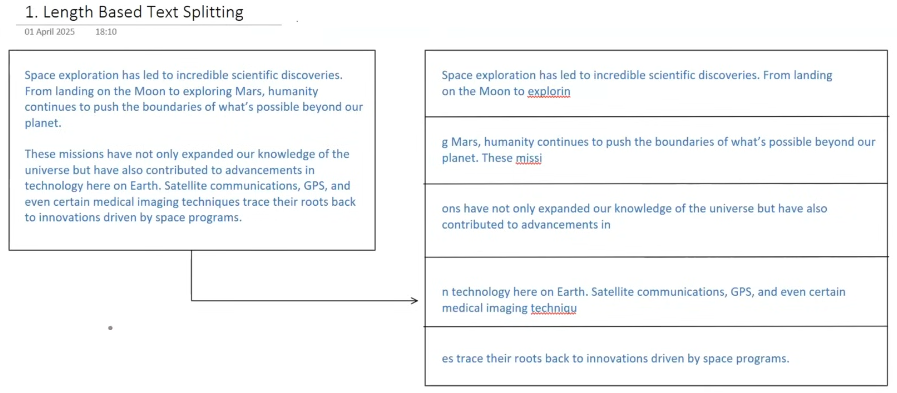 1. Length Based Text Splitting
01 April 2025 18:10
Space exploration has led to incredible scientific discoveries.
From landing on the Moon to exploring Mars, humanity
continues to push the boundaries of what's possible beyond our
planet.
These missions have not only expanded our knowledge of the
universe but have also contributed to advancements in
technology here on Earth. Satellite communications, GPS, and
even certain medical imaging techniques trace their roots back
to innovations driven by space programs.
Space exploration has led to incredible scientific discoveries. From landing
on the Moon to explorin
g Mars, humanity continues to push the boundaries of what's possible beyond our
planet. These missi
ons have not only expanded our knowledge of the universe but have also
contributed to advancements in
n technology here on Earth. Satellite communications, GPS, and even certain
medical imaging techniqu
es trace their roots back to innovations driven by space programs.